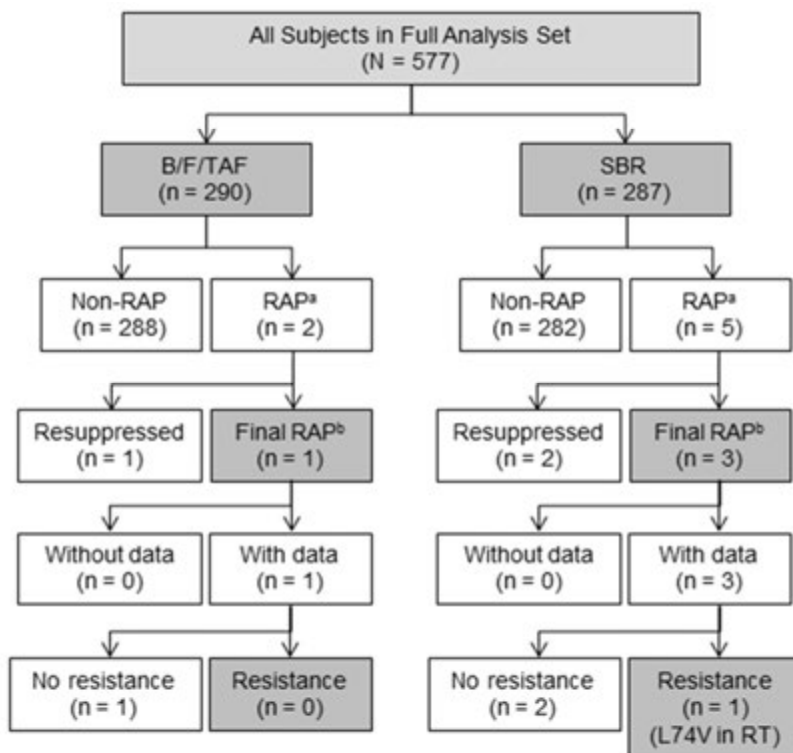 All Subjects in Full Analysis Set
(N = 577)
B/F/TAF
(n = 290)
SBR
(n = 287)
Non-RAP
(n = 288)
RAPᵃ
(n = 2)
Non-RAP
(n = 282)
RAPᵃ
(n = 5)
Resuppressed
(n = 1)
Final RAPᵇ
(n = 1)
Resuppressed
(n = 2)
Final RAPᵇ
(n = 3)
Without data
(n = 0)
With data
(n = 1)
Without data
(n = 0)
With data
(n = 3)
No resistance
(n = 1)
Resistance
(n = 0)
No resistance
(n = 2)
Resistance
(n = 1)
(L74V in RT)